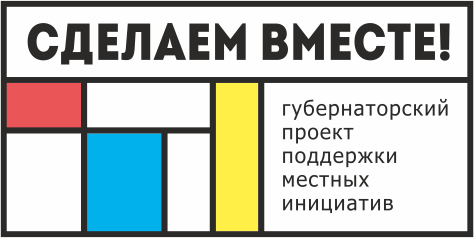 СДЕЛАЕМ ВМЕСТЕ!
губернаторский
проект
поддержки
местных
инициатив